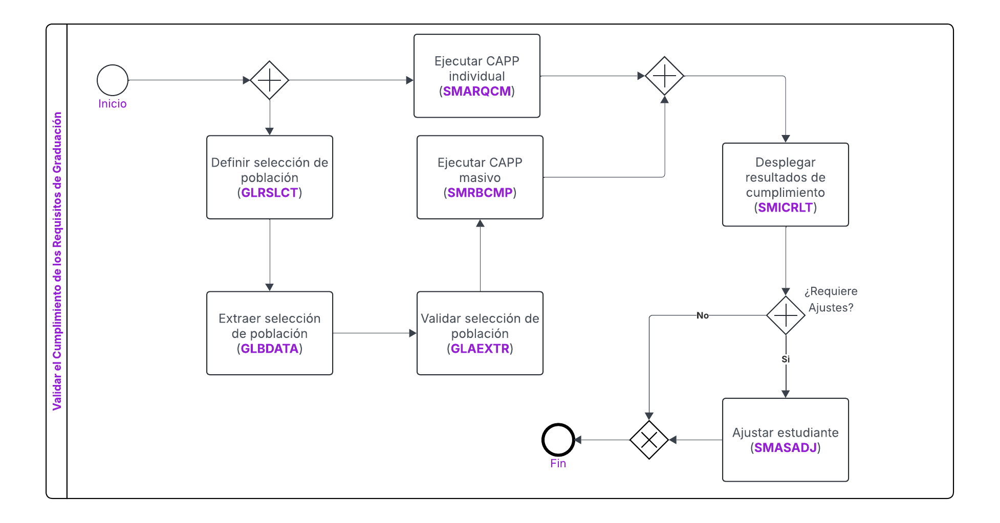 Validar el Cumplimiento de los Requisitos de Graduación
Inicio
Ejecutar CAPP
individual
(SMARQCM)
Definir selección de
población
(GLRSLCT)
Ejecutar CAPP
masivo
(SMRBCMP)
Desplegar
resultados de
cumplimiento
(SMICRLT)
Extraer selección
de población
(GLBDATA)
Validar selección de
población
(GLAEXTR)
¿Requiere
Ajustes?
No
Si
Ajustar estudiante
(SMASADJ)
Fin